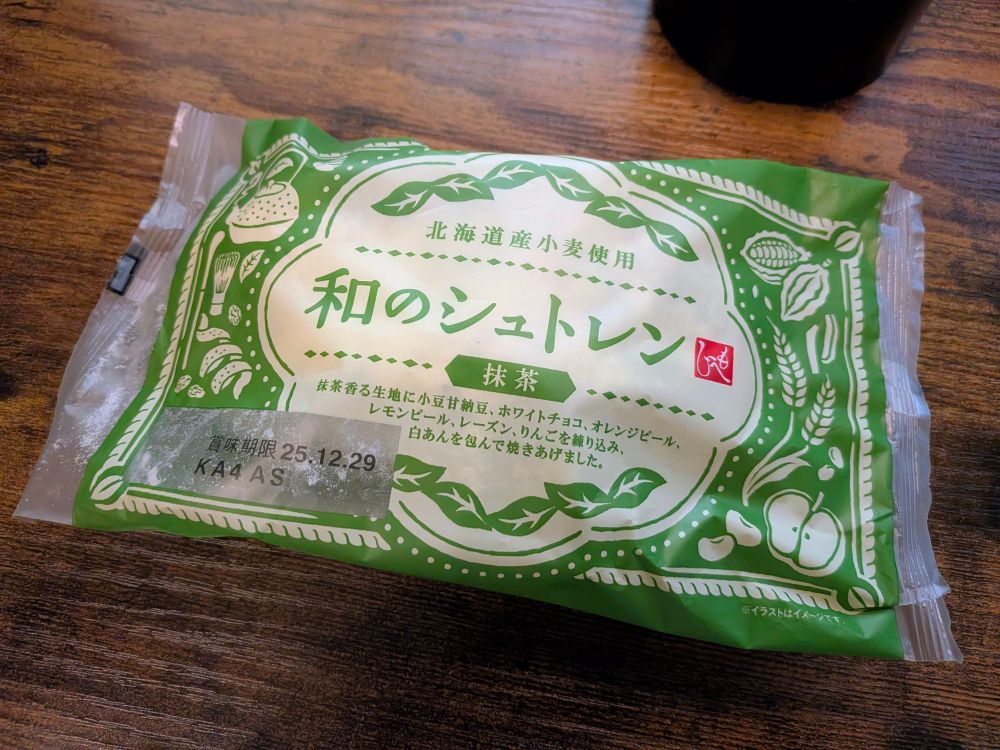 北海道産小麦使用
和のシュトレン
もへじ
抹茶
抹茶香る生地に小豆甘納豆、ホワイトチョコ、オレンジピール、
レモンピール、レーズン、りんごを練り込み、
白あんを包んで焼きあげました。
賞味期限 25.12.29
KA4 AS
※イラストはイメージです。